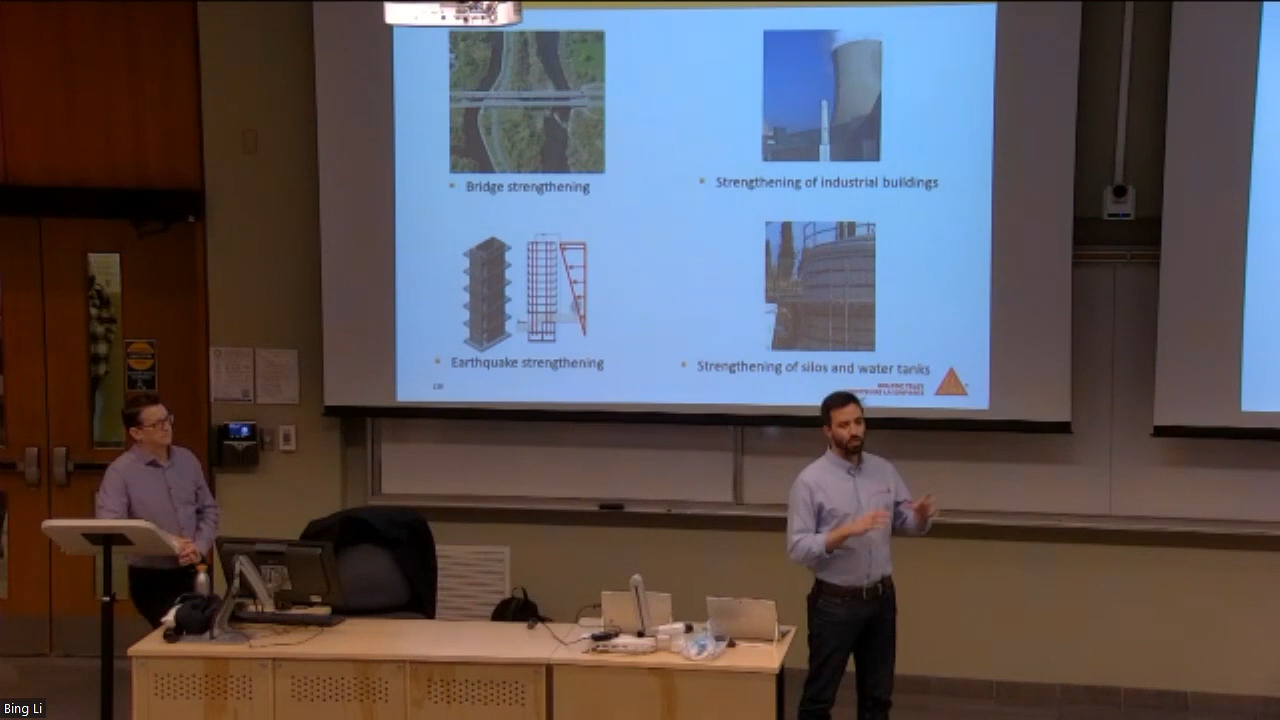 Bridge strengthening
Strengthening of industrial buildings
Earthquake strengthening
Strengthening of silos and water tanks
Bing Li